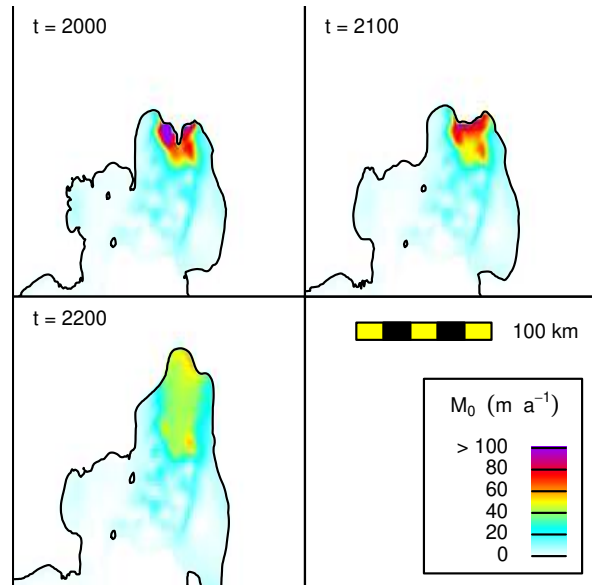 t = 2000
t = 2100
t = 2200
100 km
M₀ (m a⁻¹)
> 100
80
60
40
20
0